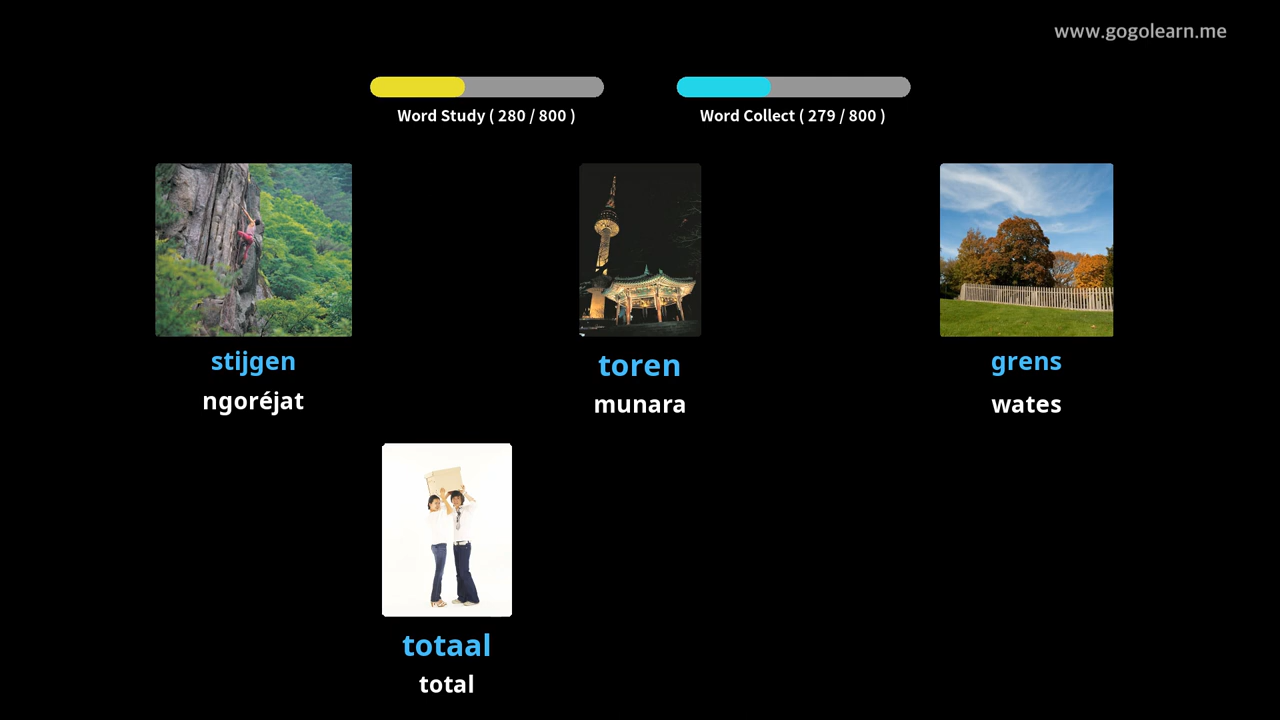 www.gogolearn.me
Word Study ( 280 / 800 )
Word Collect ( 279 / 800 )
stijgen
ngoréjat
toren
munara
grens
wates
totaal
total